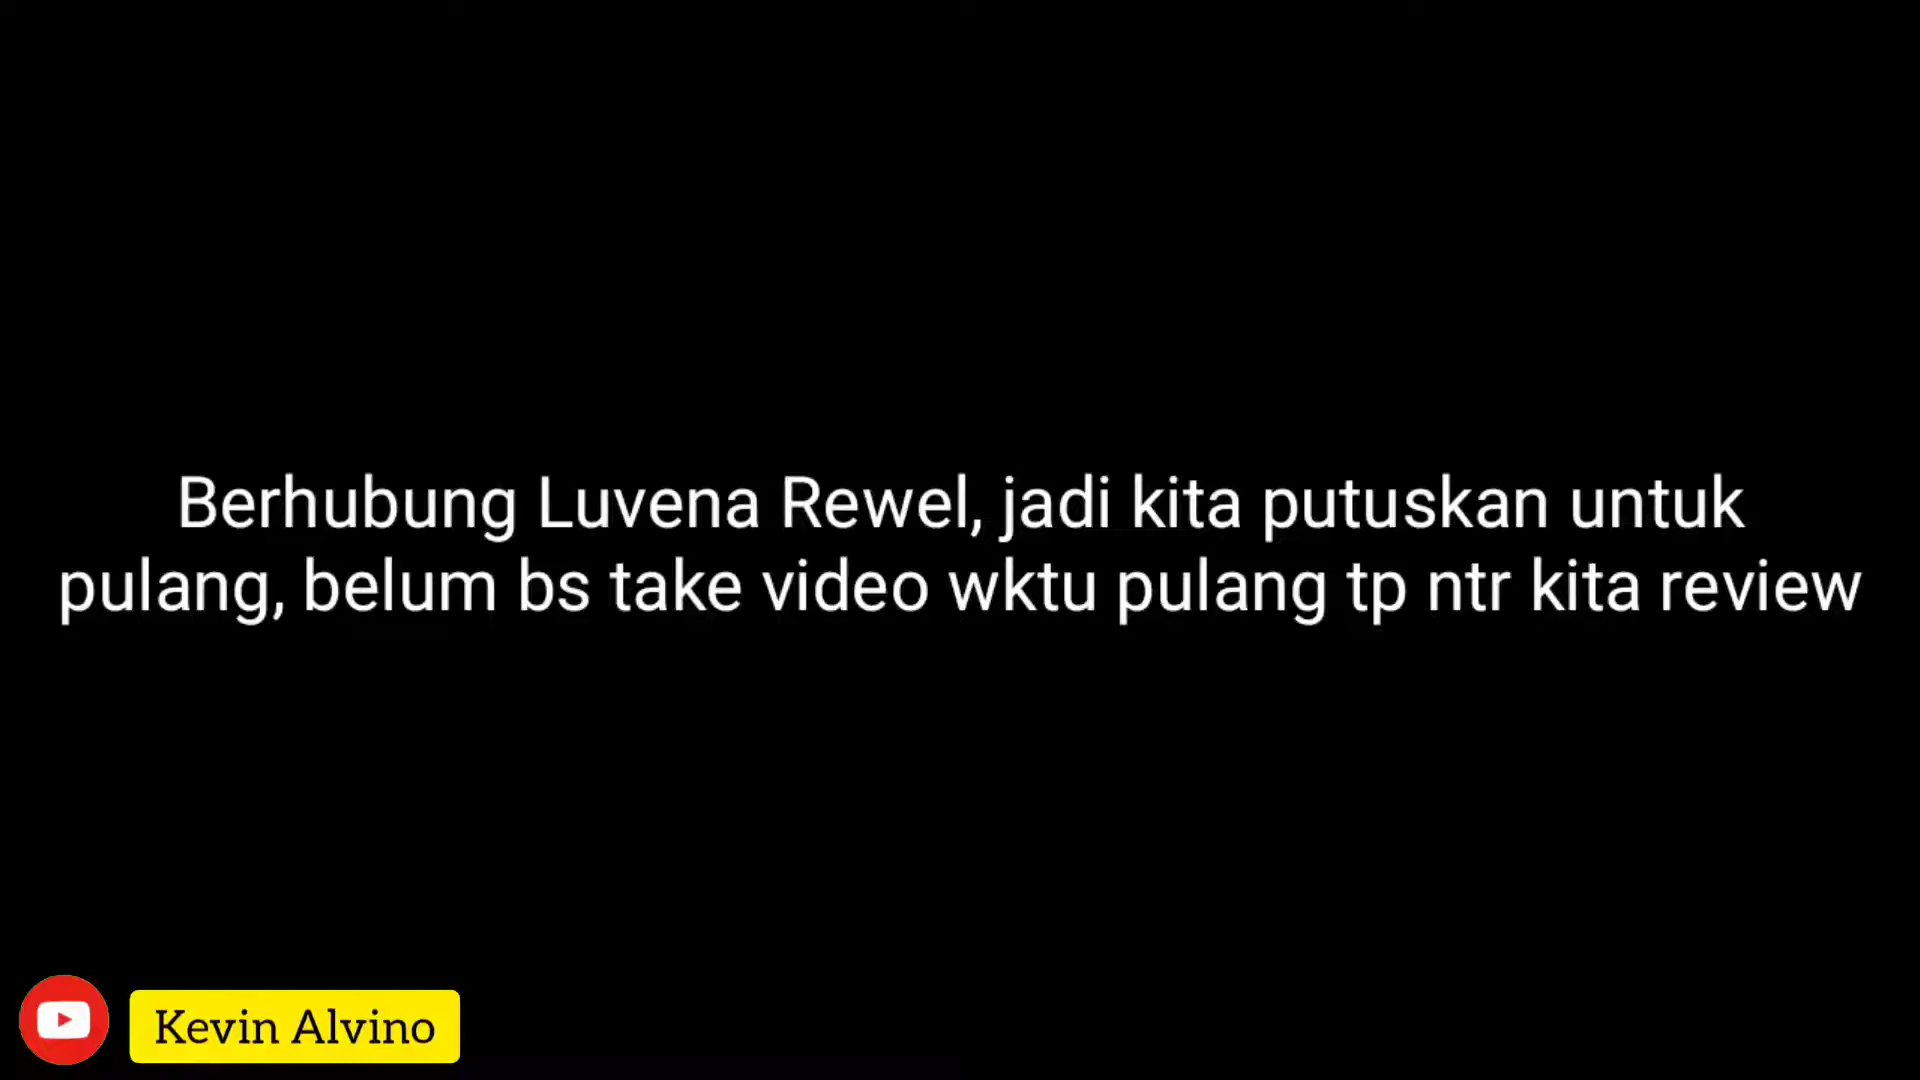 Berhubung Luvena Rewel, jadi kita putuskan untuk
pulang, belum bs take video wktu pulang tp ntr kita review
Kevin Alvino